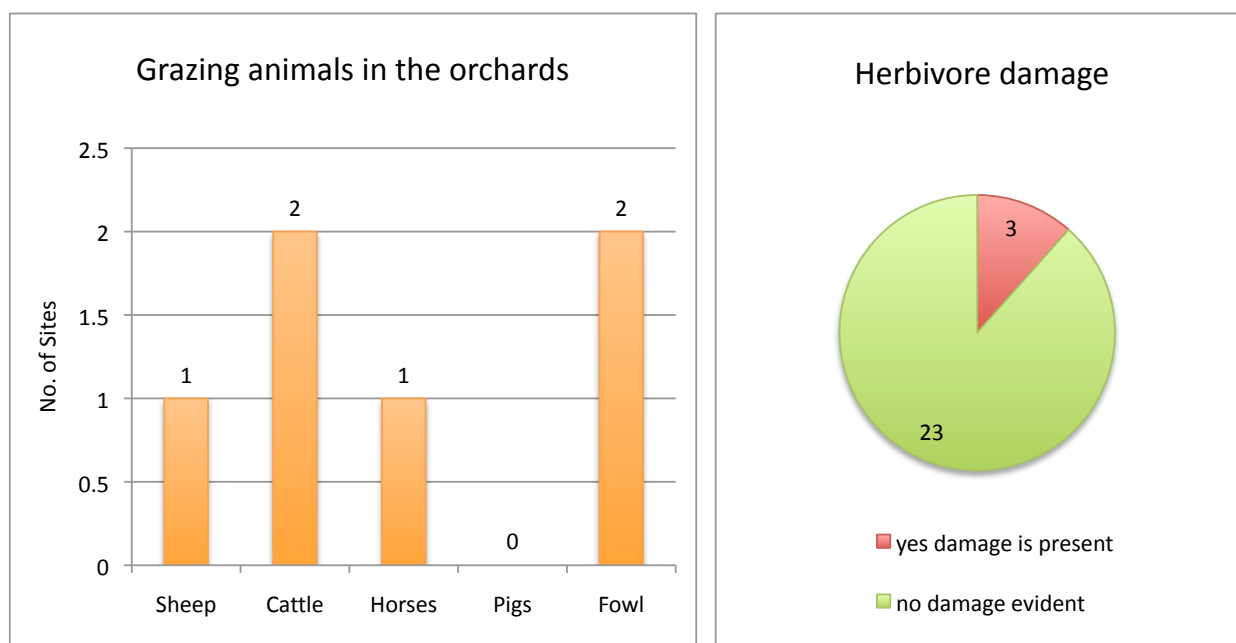 Grazing animals in the orchards
2.5
2
1.5
1
0.5
0
No. of Sites
1
2
1
0
2
Sheep
Cattle
Horses
Pigs
Fowl
Herbivore damage
3
23
yes damage is present
no damage evident